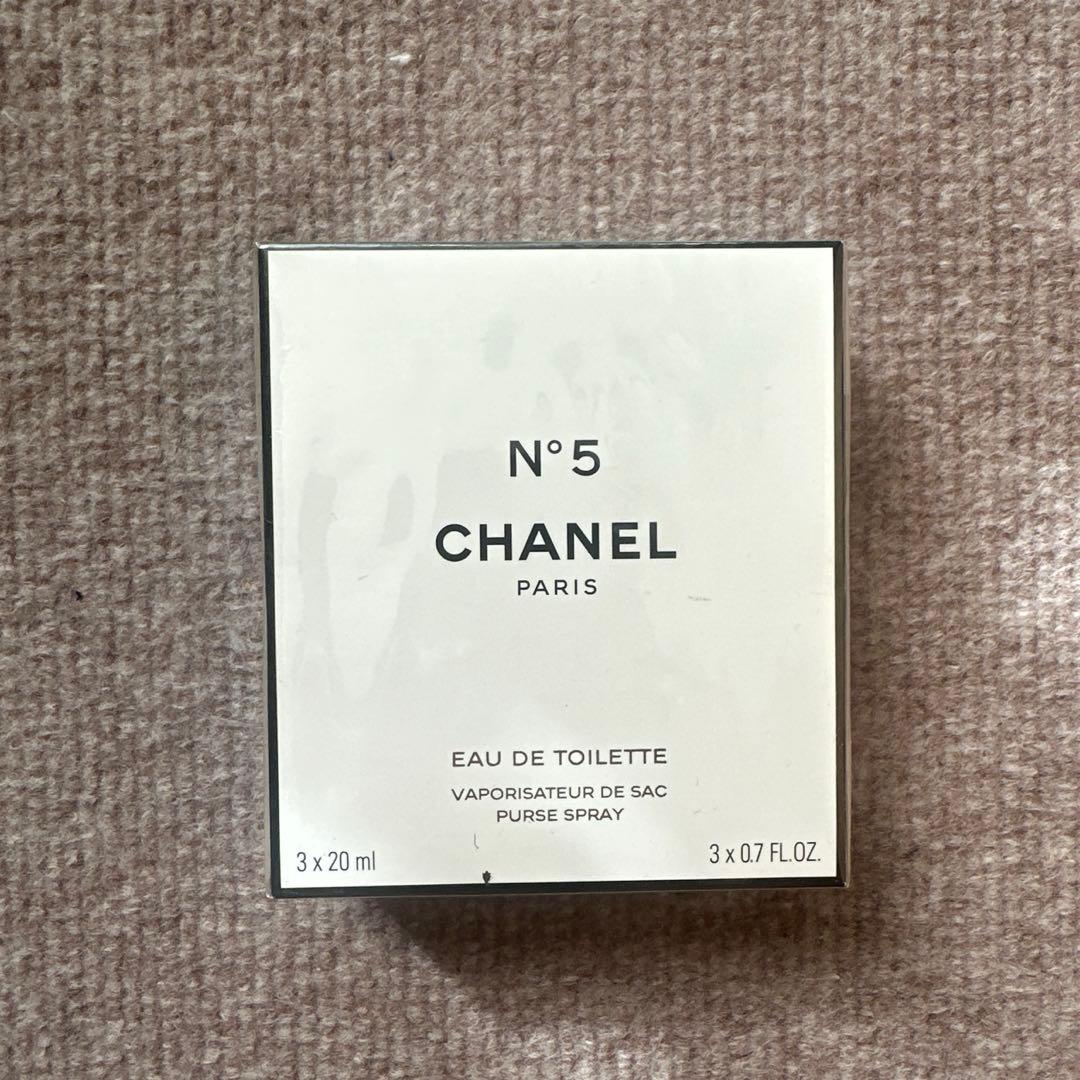 N° 5
CHANEL
PARIS
EAU DE TOILETTE
VAPORISATEUR DE SAC
PURSE SPRAY
3 x 20 ml
3 x 0.7 FL.OZ.